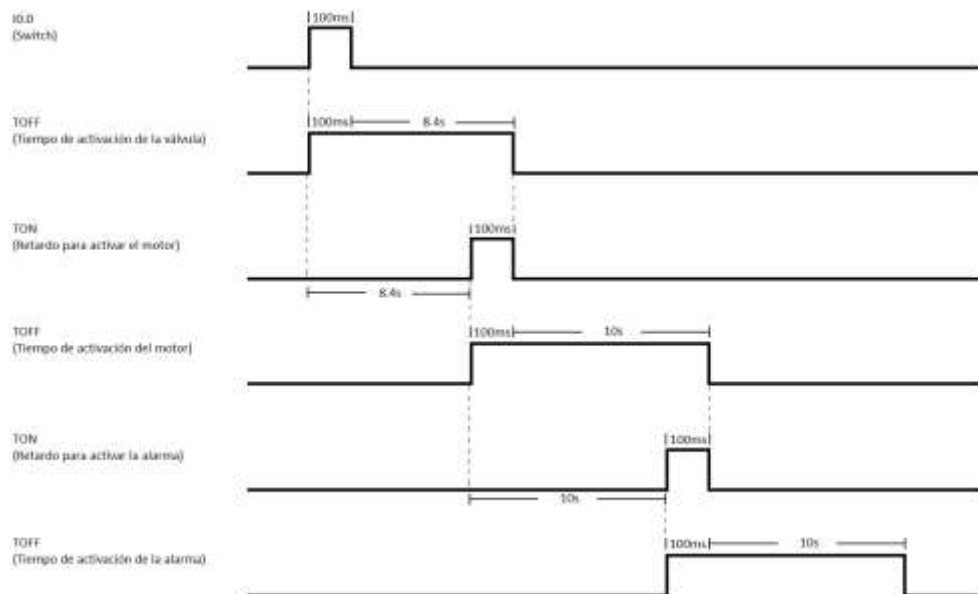 I0.0
(Switch)
100ms
TOFF
(Tiempo de activación de la válvula)
100ms
8.4s
TON
(Retardo para activar el motor)
100ms
8.4s
TOFF
(Tiempo de activación del motor)
100ms
10s
TON
(Retardo para activar la alarma)
100ms
10s
TOFF
(Tiempo de activación de la alarma)
100ms
10s